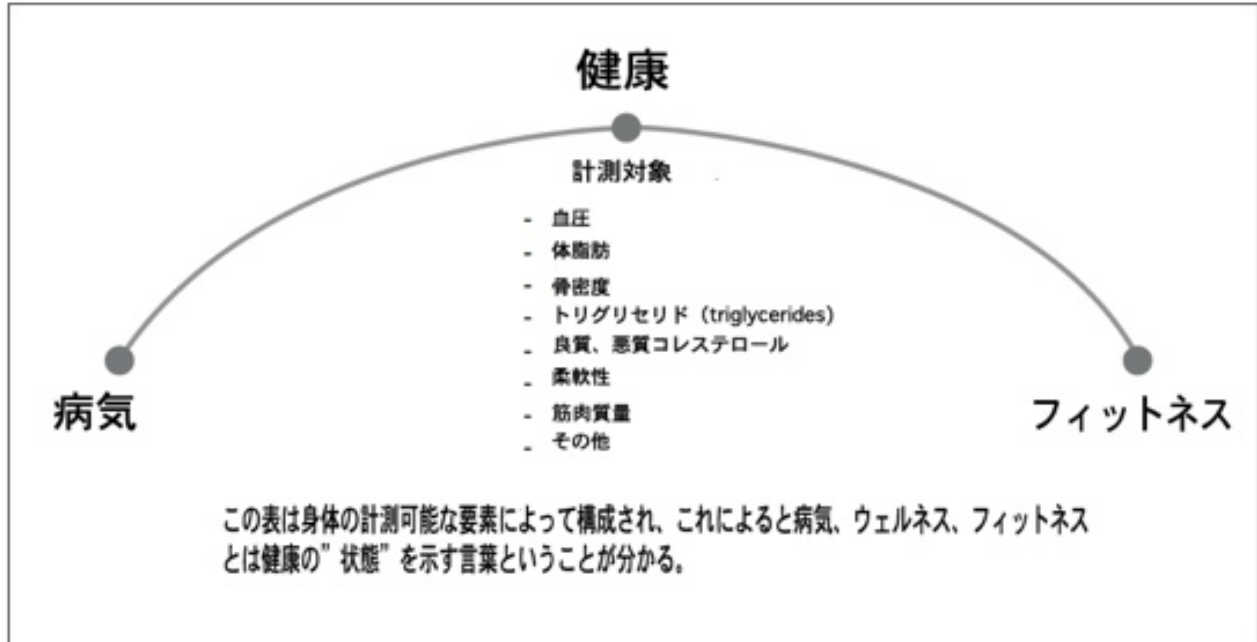 健康
計測対象
- 血圧
- 体脂肪
- 骨密度
- トリグリセリド（triglycerides)
- 良質、悪質コレステロール
- 柔軟性
- 筋肉質量
- その他
病気
フィットネス
この表は身体の計測可能な要素によって構成され、これによると病気、ウェルネス、フィットネス
とは健康の”状態”を示す言葉ということが分かる。